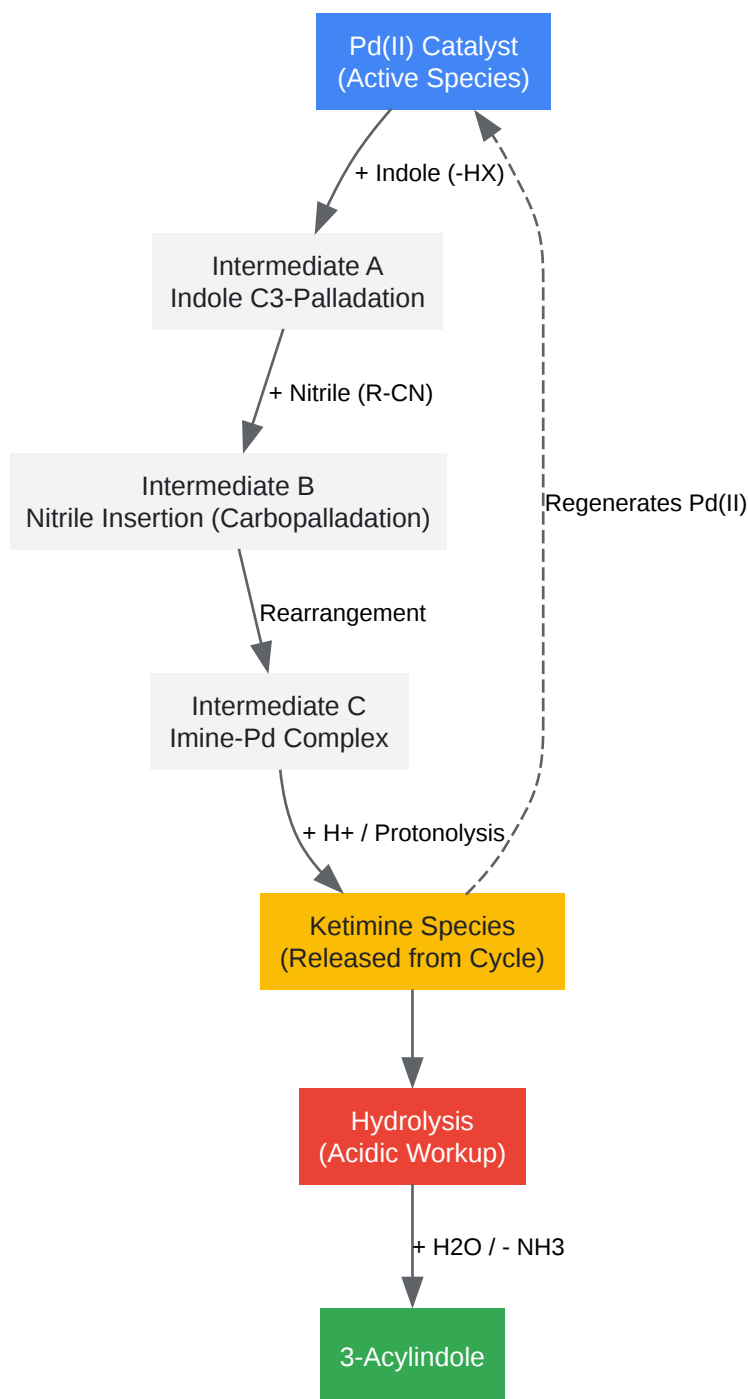 Pd(II) Catalyst
(Active Species)
+ Indole (-HX)
Intermediate A
Indole C3-Palladation
+ Nitrile (R-CN)
Intermediate B
Nitrile Insertion (Carbopalladation)
Regenerates Pd(II)
Rearrangement
Intermediate C
Imine-Pd Complex
+ H+ / Protonolysis
Ketimine Species
(Released from Cycle)
Hydrolysis
(Acidic Workup)
+ H2O / - NH3
3-Acylindole